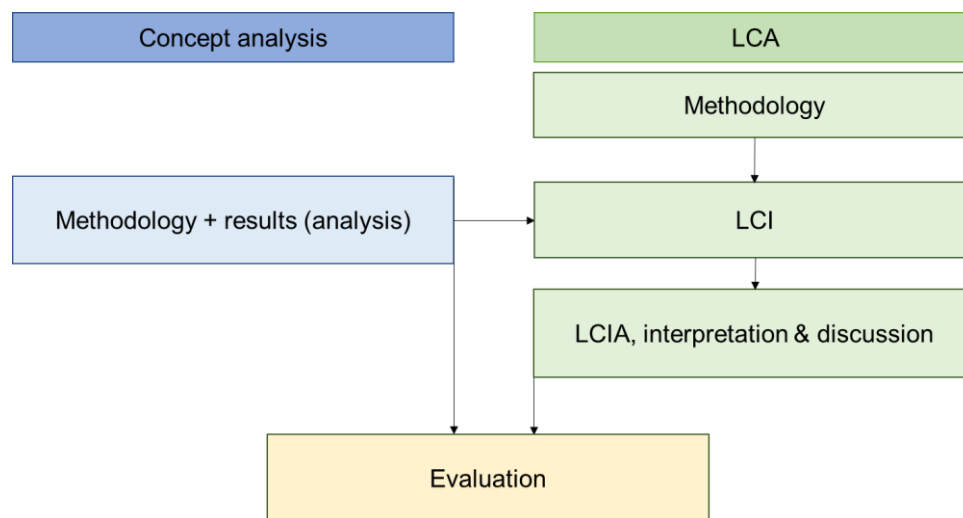 Concept analysis
LCA
Methodology
Methodology + results (analysis)
LCI
LCIA, interpretation & discussion
Evaluation